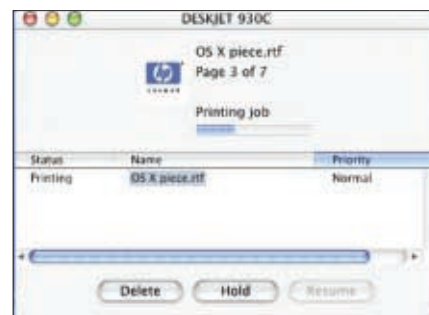 DESKJET 930C
OS X piece.rtf
Page 3 of 7
hp
Printing job
Status Name Priority
Printing OS X piece.rtf Normal
Delete Hold Resume